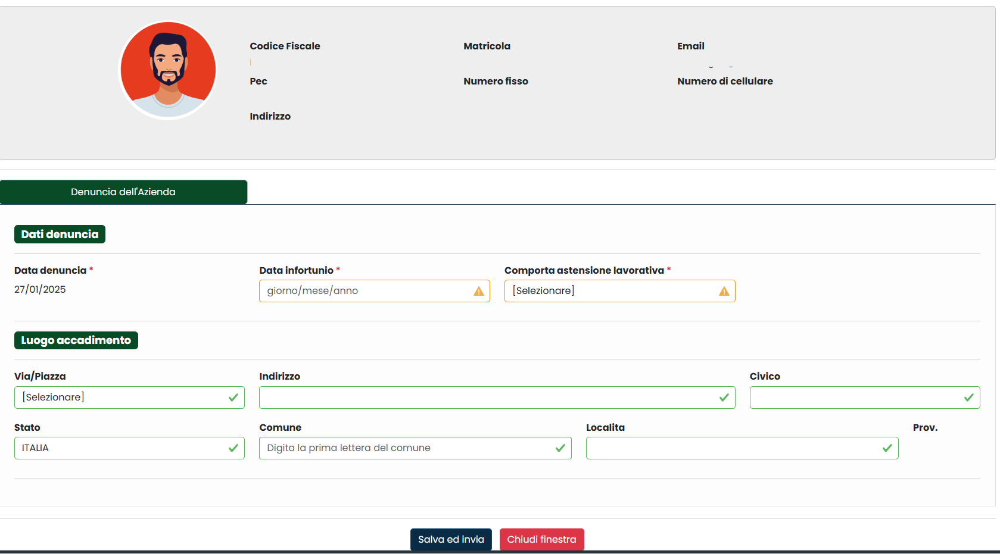 Codice Fiscale Matricola Email
Pec Numero fisso Numero di cellulare
Indirizzo
Denuncia dell'Azienda
Dati denuncia
Data denuncia * Data infortunio * Comporta astensione lavorativa *
27/01/2025 giorno/mese/anno [Selezionare]
Luogo accadimento
Via/Piazza Indirizzo Civico
[Selezionare]
Stato Comune Localita Prov.
ITALIA Digita la prima lettera del comune
Salva ed invia Chiudi finestra